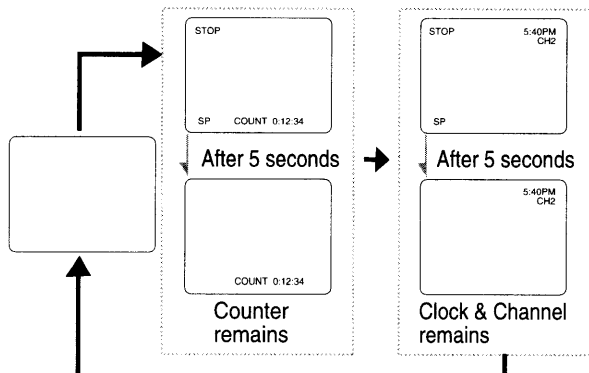 STOP
SP COUNT 0:12:34
After 5 seconds
COUNT 0:12:34
Counter
remains
STOP 5:40PM
CH2
SP
After 5 seconds
5:40PM
CH2
Clock & Channel
remains